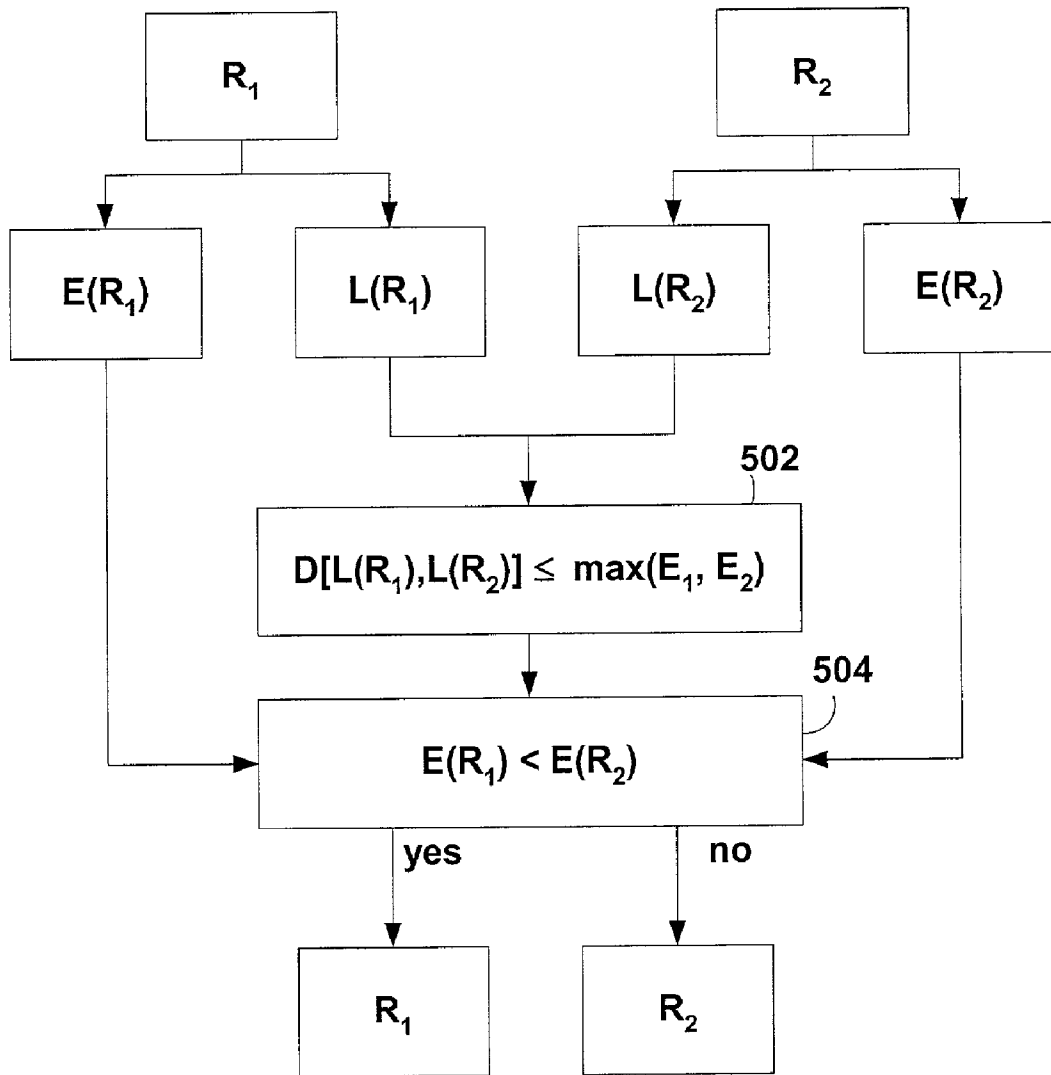 R₁
R₂
E(R₁)
L(R₁)
L(R₂)
E(R₂)
502
D[L(R₁),L(R₂)] ≤ max(E₁, E₂)
504
E(R₁) < E(R₂)
yes
no
R₁
R₂